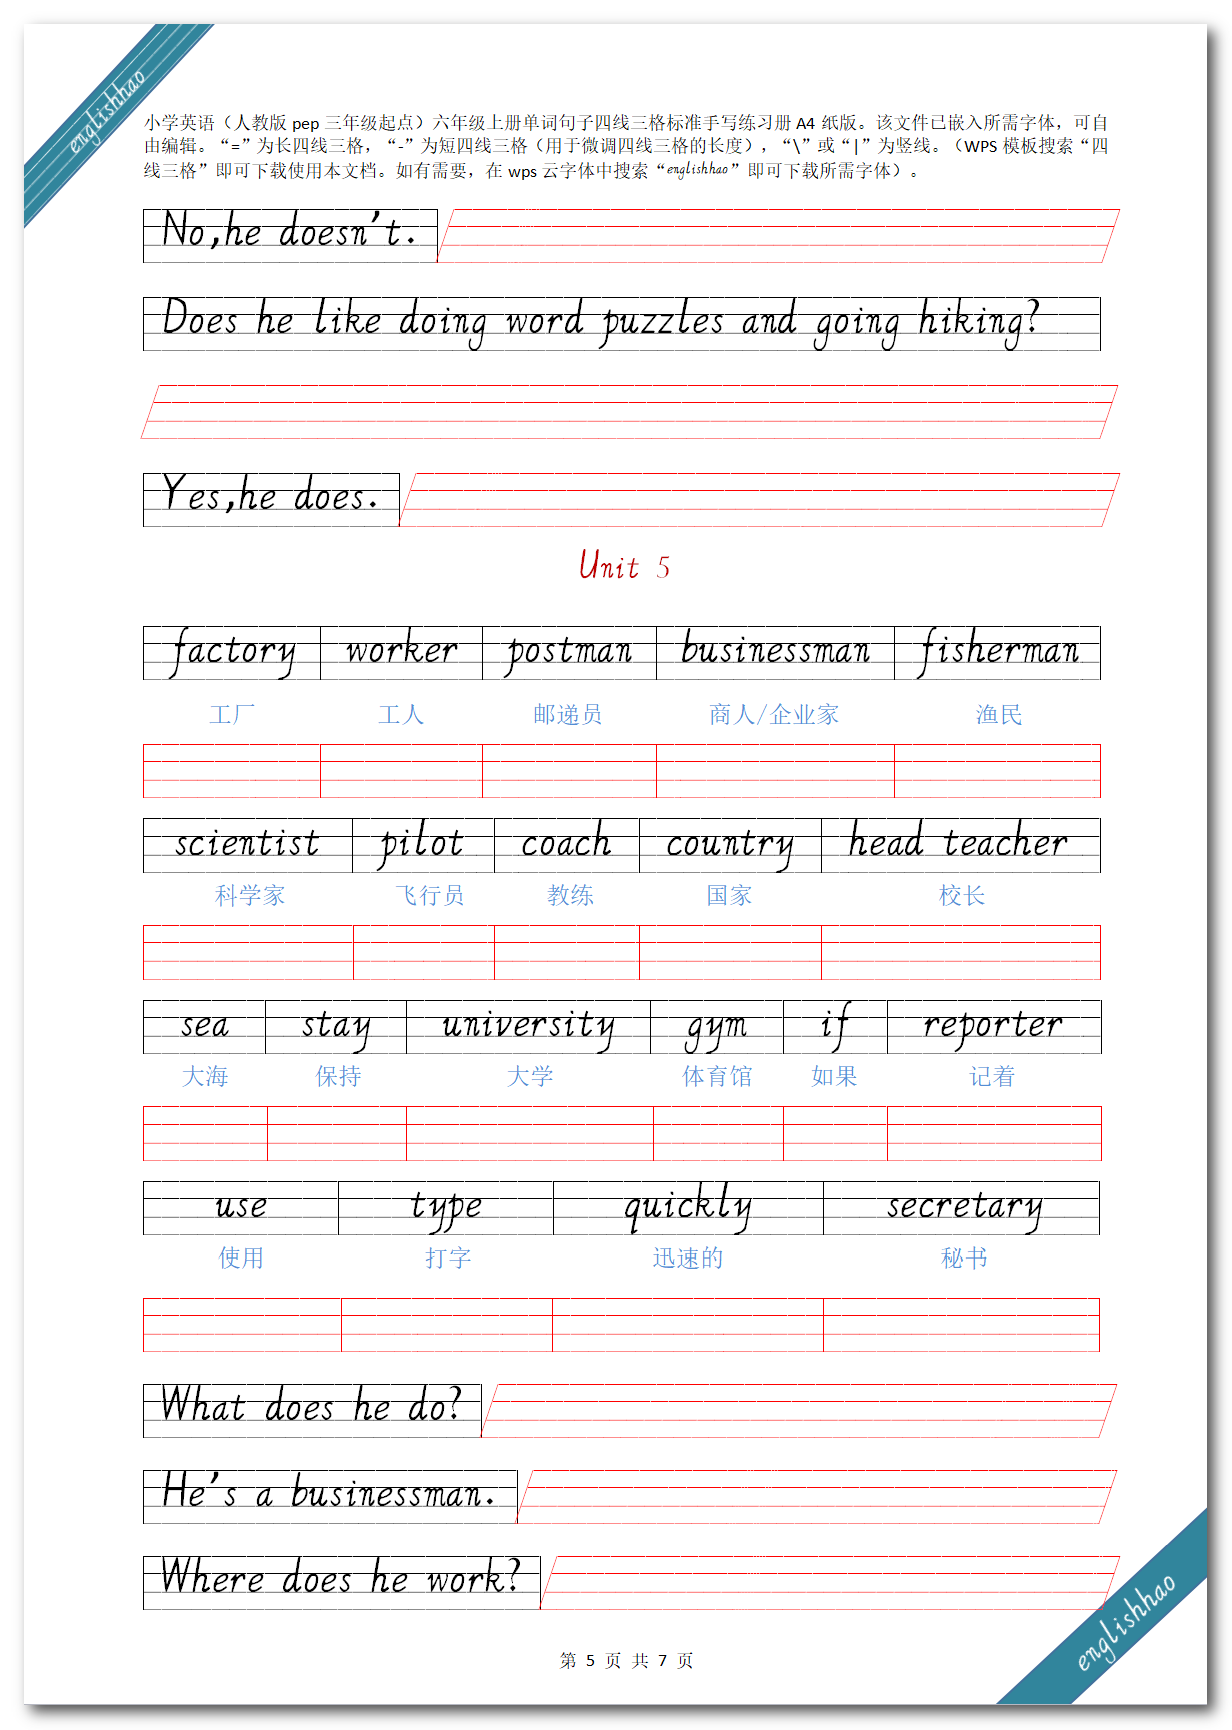 englishhao
小学英语（人教版 pep 三年级起点）六年级上册单词句子四线三格标准手写练习册 A4 纸版。该文件已嵌入所需字体，可自
由编辑。“=”为长四线三格，“-”为短四线三格（用于微调四线三格的长度），“\”或“|”为竖线。（WPS 模板搜索“四
线三格”即可下载使用本文档。如有需要，在 wps 云字体中搜索“englishhao”即可下载所需字体）。
No,he doesn't.
Does he like doing word puzzles and going hiking?
Yes,he does.
Unit 5
factory worker postman businessman fisherman
工厂 工人 邮递员 商人/企业家 渔民
scientist pilot coach country head teacher
科学家 飞行员 教练 国家 校长
sea stay university gym if reporter
大海 保持 大学 体育馆 如果 记着
use type quickly secretary
使用 打字 迅速的 秘书
What does he do?
He's a businessman.
Where does he work?
englishhao
第 5 页 共 7 页